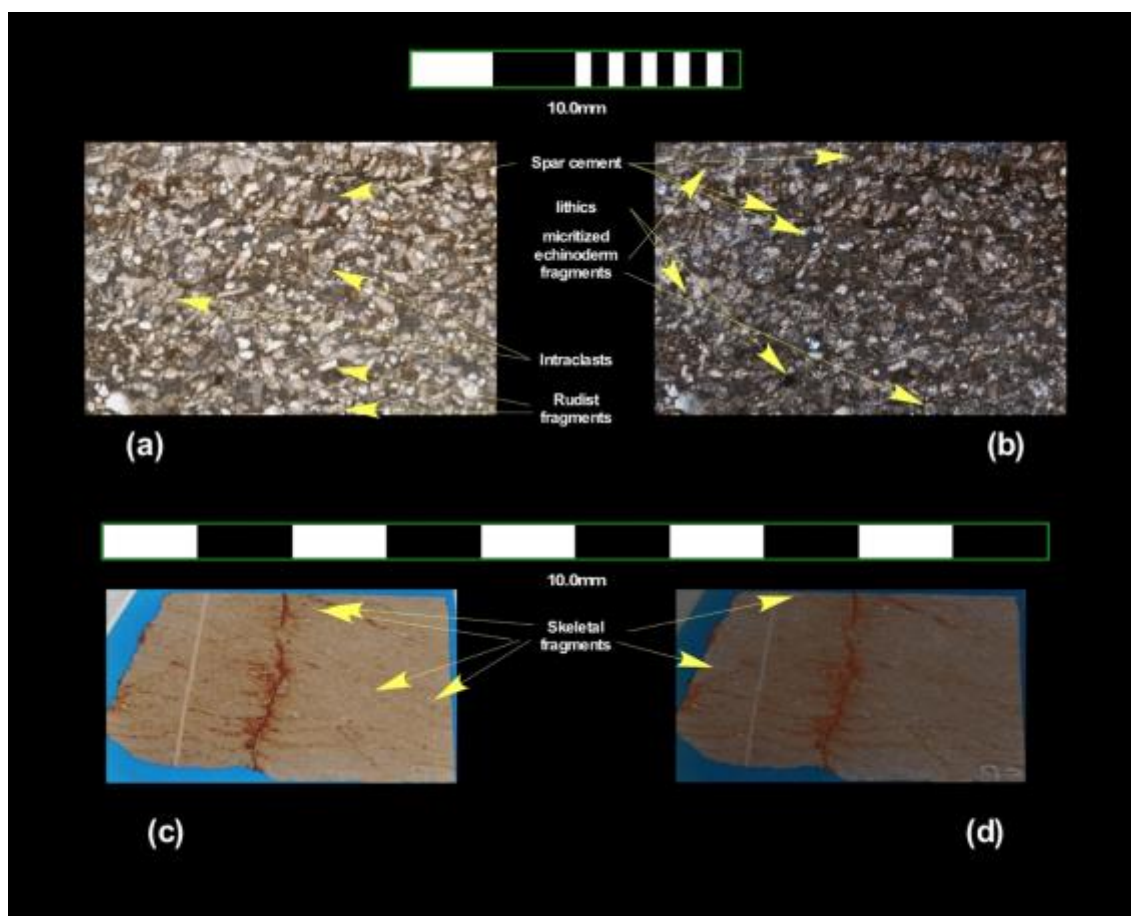 10.0mm
Spar cement
lithics
micritized
echinoderm
fragments
Intraclasts
Rudist
fragments
(a)
(b)
10.0mm
Skeletal
fragments
(c)
(d)